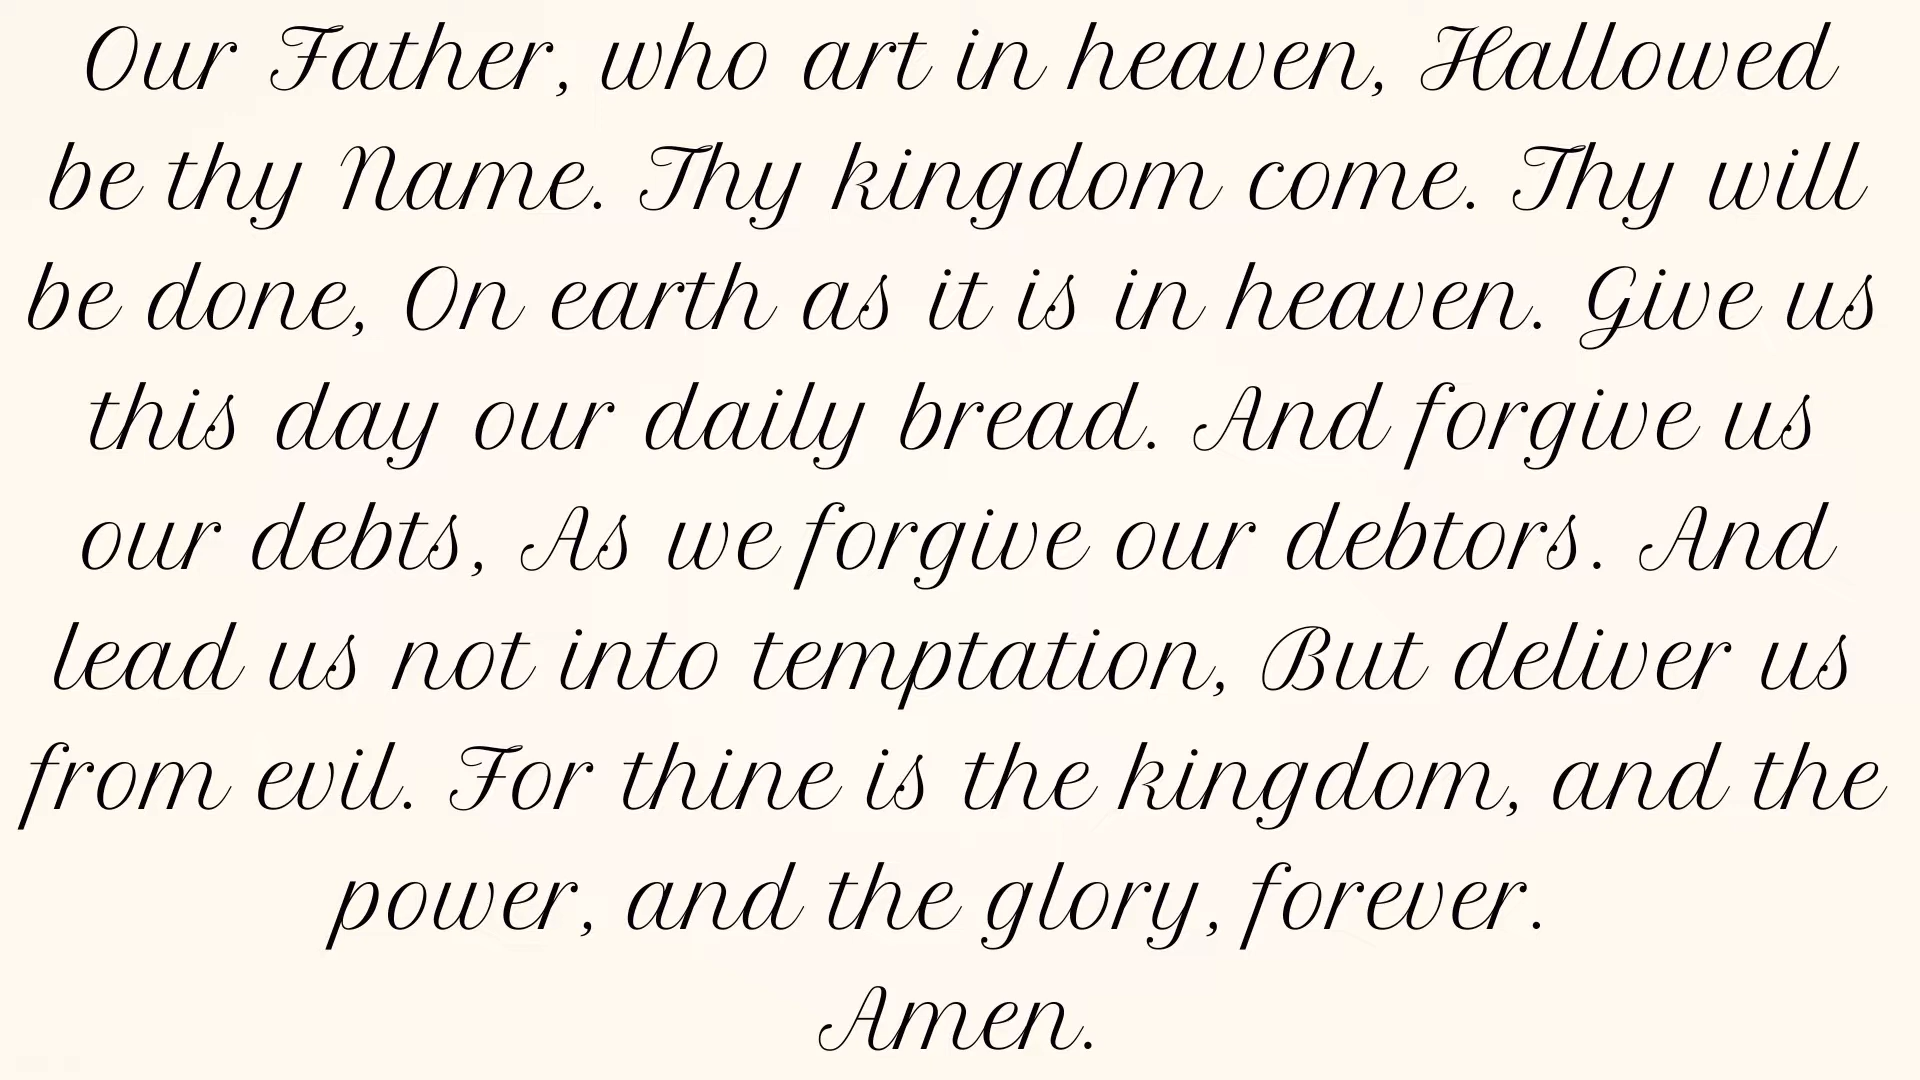 Our Father, who art in heaven, Hallowed
be thy Name. Thy kingdom come. Thy will
be done, On earth as it is in heaven. Give us
this day our daily bread. And forgive us
our debts, As we forgive our debtors. And
lead us not into temptation, But deliver us
from evil. For thine is the kingdom, and the
power, and the glory, forever.
Amen.